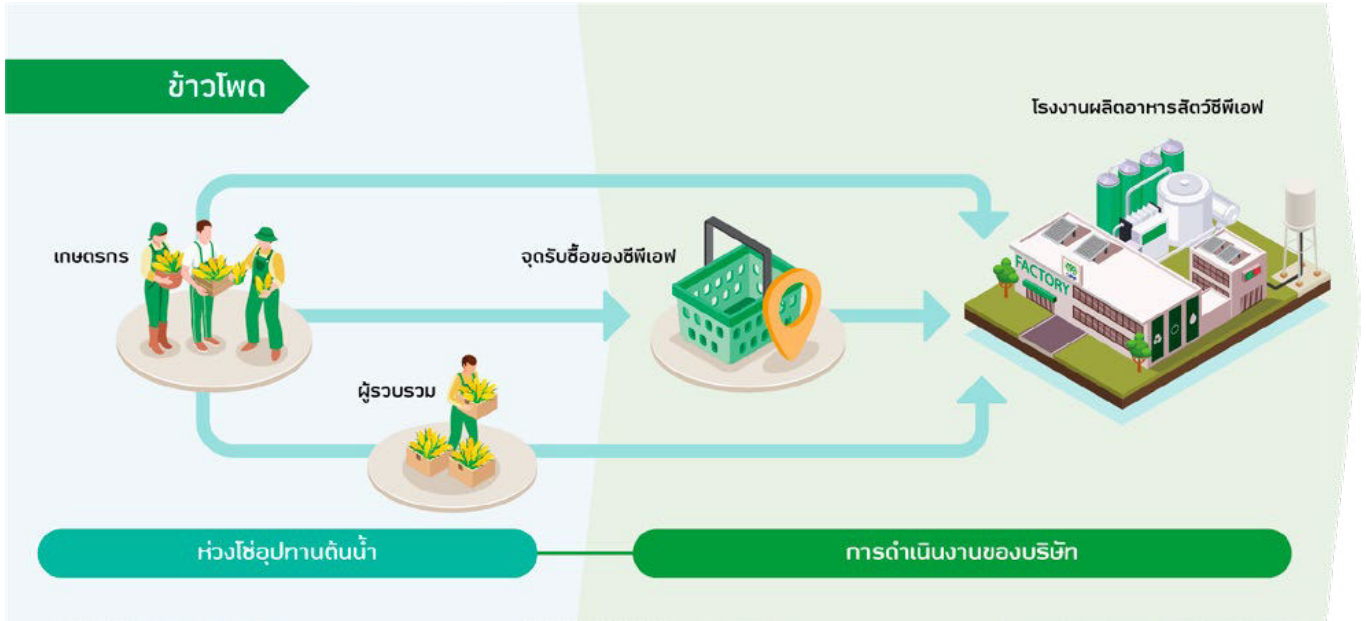 ข้าวโพด
โรงงานผลิตอาหารสัตว์ซีพีเอฟ
เกษตรกร
จุดรับซื้อของซีพีเอฟ
FACTORY
ผู้รวบรวม
ห่วงโซ่อุปทานต้นน้ำ
การดำเนินงานของบริษัท